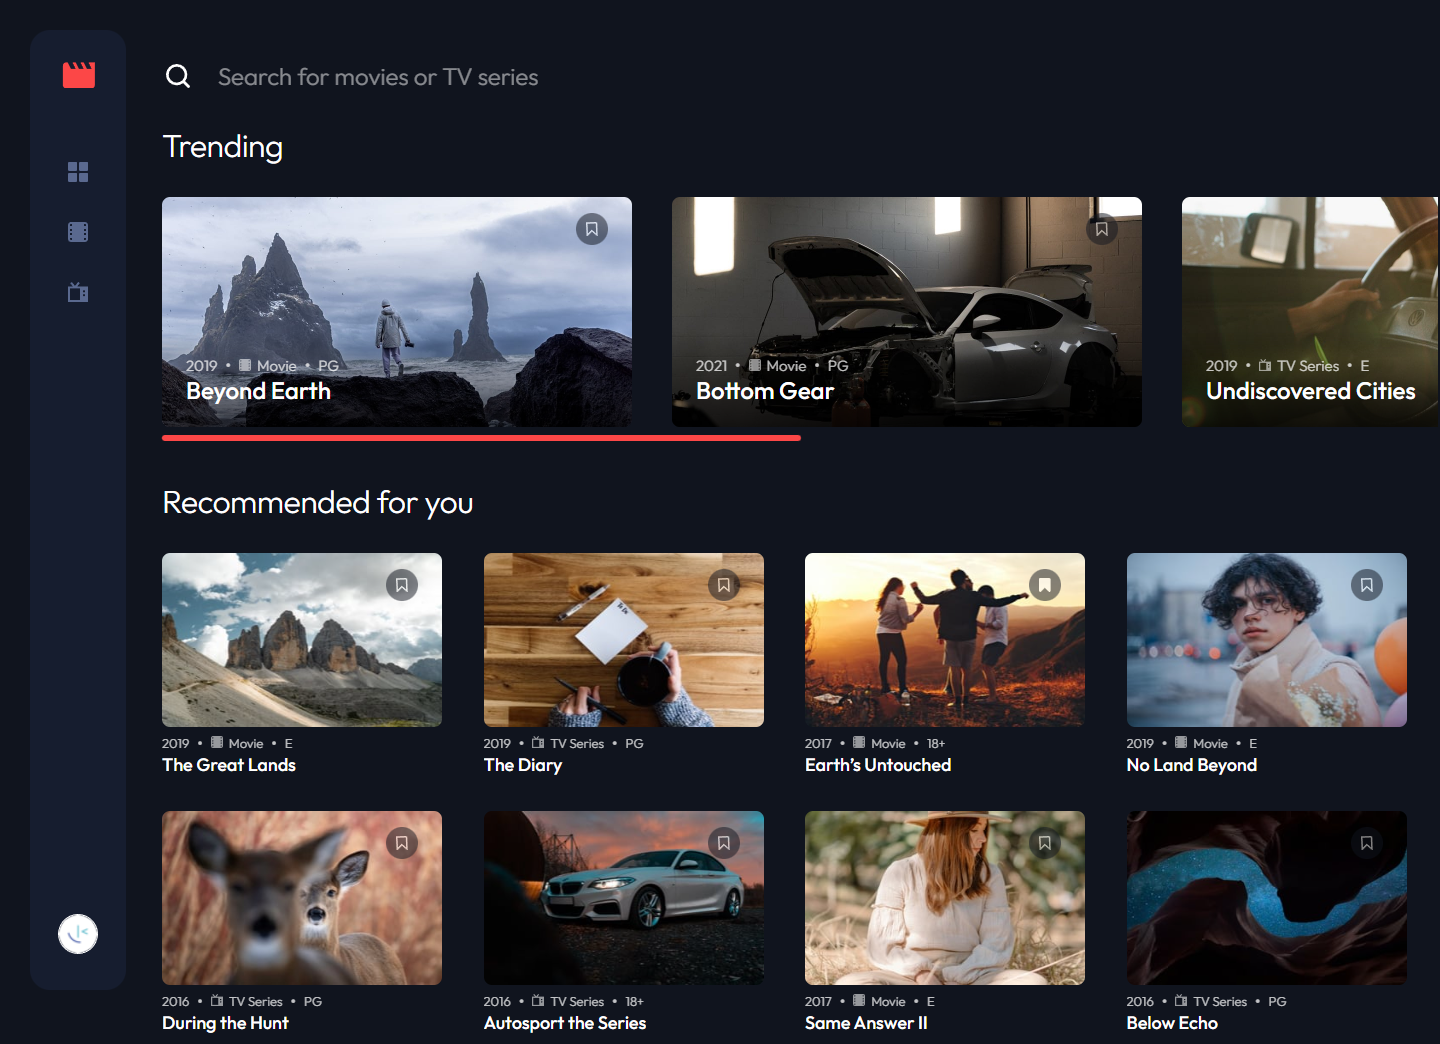 Search for movies or TV series
Trending
2019 • Movie • PG
Beyond Earth
2021 • Movie • PG
Bottom Gear
2019 • TV Series • E
Undiscovered Cities
Recommended for you
2019 • Movie • E
The Great Lands
2019 • TV Series • PG
The Diary
2017 • Movie • 18+
Earth’s Untouched
2019 • Movie • E
No Land Beyond
2016 • TV Series • PG
During the Hunt
2016 • TV Series • 18+
Autosport the Series
2017 • Movie • E
Same Answer II
2016 • TV Series • PG
Below Echo